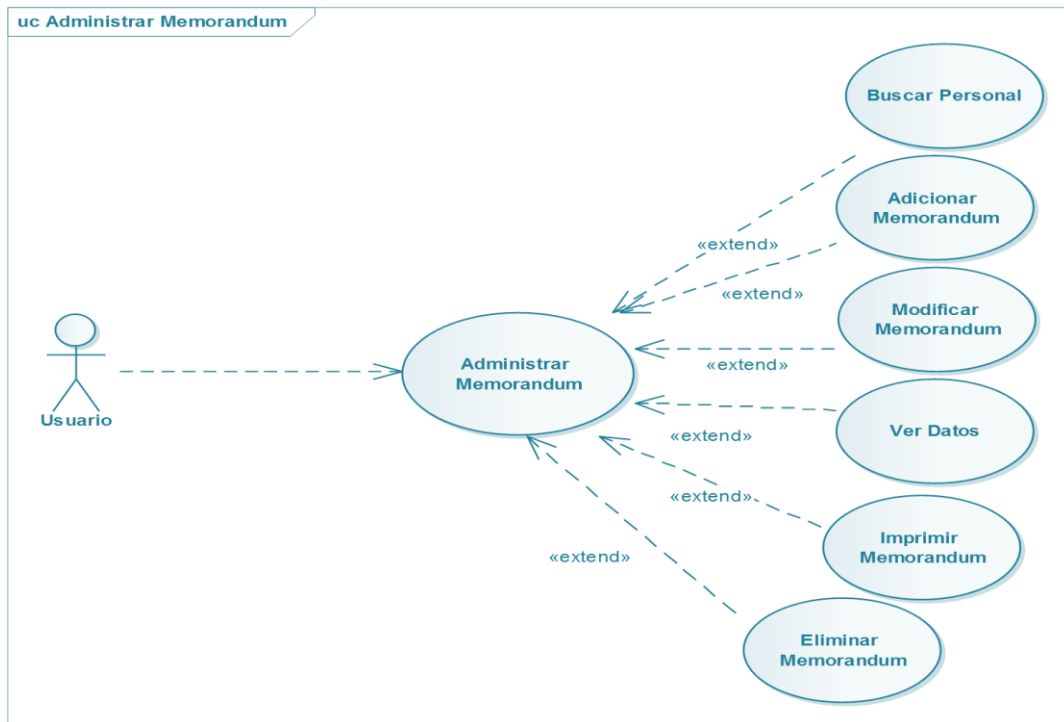 uc Administrar Memorandum
Buscar Personal
Adicionar
Memorandum
«extend»
«extend»
Modificar
Memorandum
«extend»
Administrar
Memorandum
Usuario
Ver Datos
«extend»
«extend»
Imprimir
Memorandum
«extend»
Eliminar
Memorandum